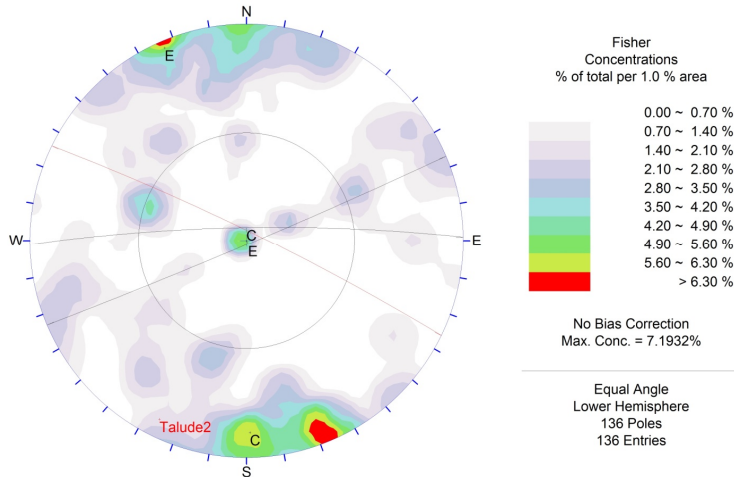 N
E
W
C
E
E
Talude2
C
S
Fisher
Concentrations
% of total per 1.0 % area
0.00 ~ 0.70 %
0.70 ~ 1.40 %
1.40 ~ 2.10 %
2.10 ~ 2.80 %
2.80 ~ 3.50 %
3.50 ~ 4.20 %
4.20 ~ 4.90 %
4.90 ~ 5.60 %
5.60 ~ 6.30 %
> 6.30 %
No Bias Correction
Max. Conc. = 7.1932%
Equal Angle
Lower Hemisphere
136 Poles
136 Entries